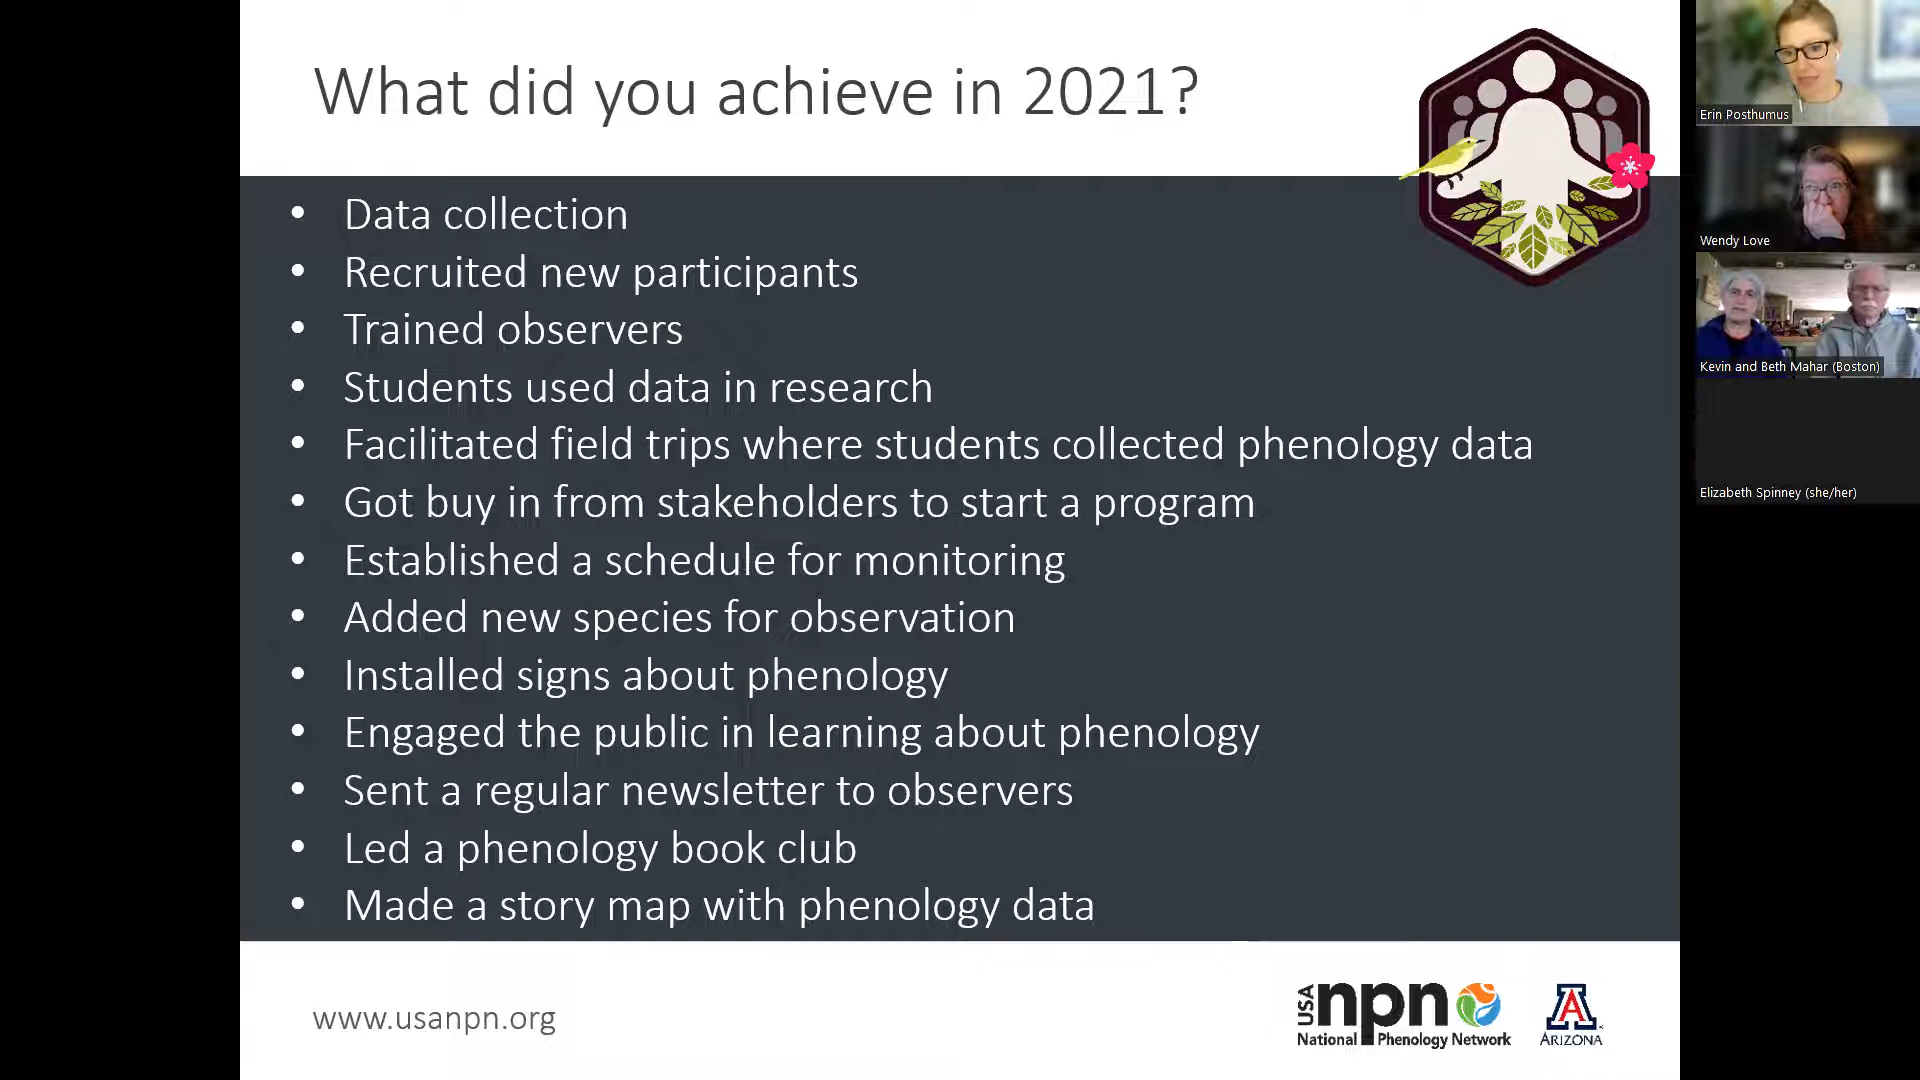 What did you achieve in 2021?
• Data collection
• Recruited new participants
• Trained observers
• Students used data in research
• Facilitated field trips where students collected phenology data
• Got buy in from stakeholders to start a program
• Established a schedule for monitoring
• Added new species for observation
• Installed signs about phenology
• Engaged the public in learning about phenology
• Sent a regular newsletter to observers
• Led a phenology book club
• Made a story map with phenology data
www.usanpn.org
USA npn
National Phenology Network
A
ARIZONA
Erin Posthumus
Wendy Love
Kevin and Beth Mahar (Boston)
Elizabeth Spinney (she/her)